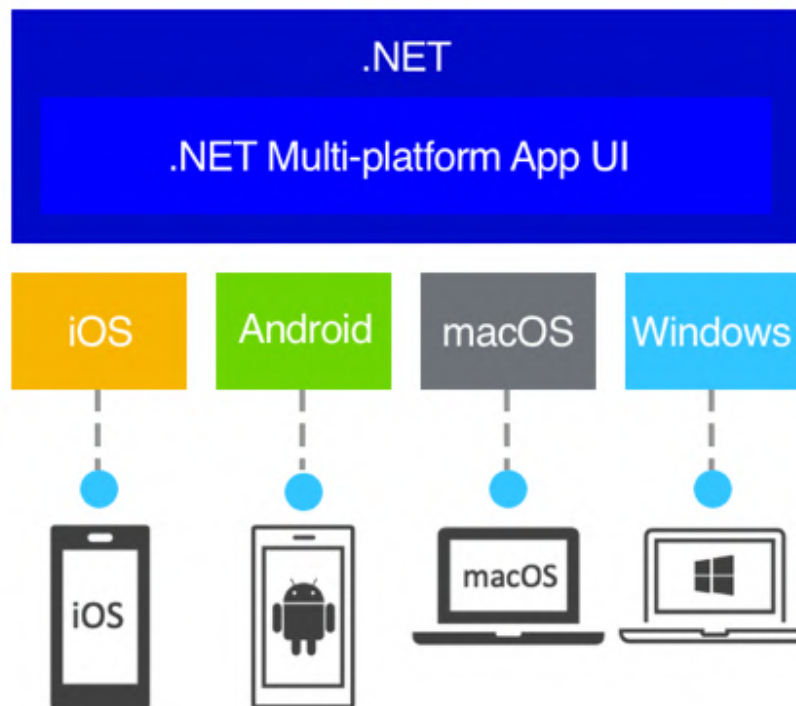 .NET
.NET Multi-platform App UI
iOS
Android
macOS
Windows
iOS
macOS